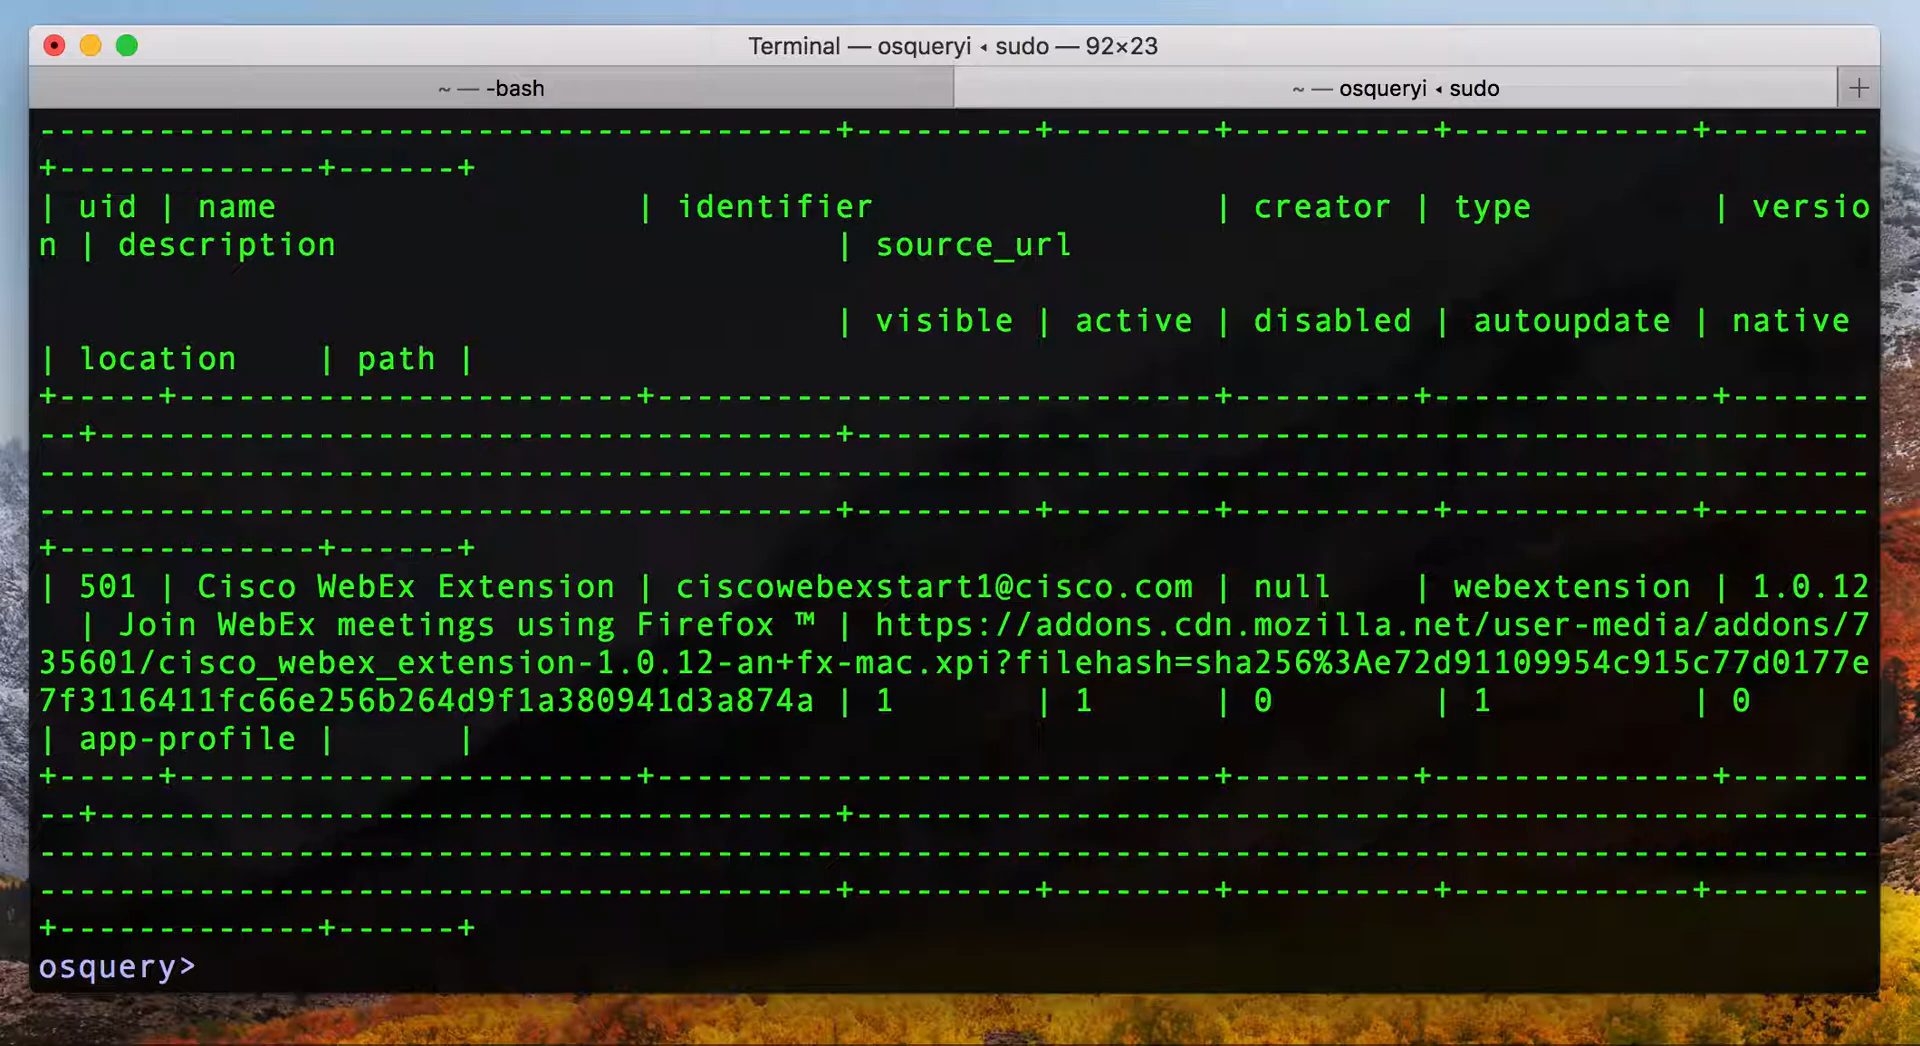 Terminal — osqueryi ◂ sudo — 92×23
~ — -bash
~ — osqueryi ◂ sudo
+
----------------------------------------+---------+--------+----------+------------+--------
+-------------+------+
| uid | name                  | identifier                 | creator | type         | versio
n | description                         | source_url
                                        | visible | active | disabled | autoupdate | native
| location    | path |
+-----+-----------------------+----------------------------+---------+--------------+-------
--+-------------------------------------+---------------------------------------------------
--------------------------------------------------------------------------------------------
----------------------------------------+---------+--------+----------+------------+--------
+-------------+------+
| 501 | Cisco WebEx Extension | ciscowebexstart1@cisco.com | null    | webextension | 1.0.12
  | Join WebEx meetings using Firefox ™ | https://addons.cdn.mozilla.net/user-media/addons/7
35601/cisco_webex_extension-1.0.12-an+fx-mac.xpi?filehash=sha256%3Ae72d91109954c915c77d0177e
7f3116411fc66e256b264d9f1a380941d3a874a | 1       | 1      | 0        | 1          | 0
| app-profile |      |
+-----+-----------------------+----------------------------+---------+--------------+-------
--+-------------------------------------+---------------------------------------------------
--------------------------------------------------------------------------------------------
----------------------------------------+---------+--------+----------+------------+--------
+-------------+------+
osquery>